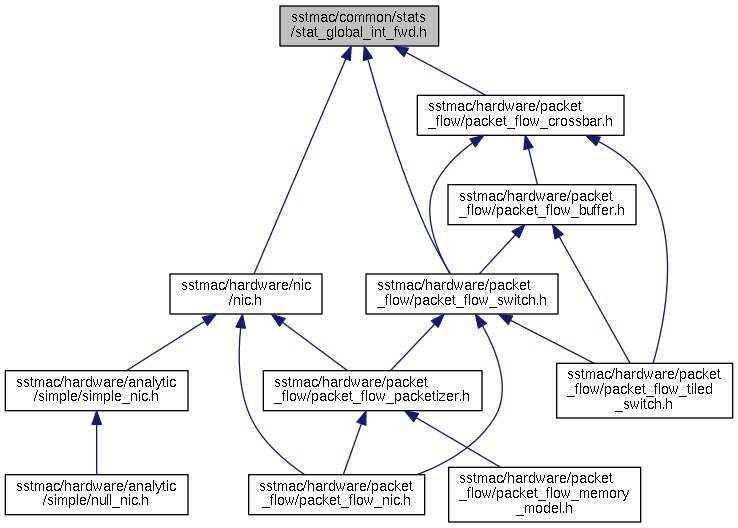 sstmac/common/stats
/stat_global_int_fwd.h
sstmac/hardware/packet
_flow/packet_flow_crossbar.h
sstmac/hardware/packet
_flow/packet_flow_buffer.h
sstmac/hardware/nic
/nic.h
sstmac/hardware/packet
_flow/packet_flow_switch.h
sstmac/hardware/analytic
/simple/simple_nic.h
sstmac/hardware/packet
_flow/packet_flow_packetizer.h
sstmac/hardware/packet
_flow/packet_flow_tiled
_switch.h
sstmac/hardware/analytic
/simple/null_nic.h
sstmac/hardware/packet
_flow/packet_flow_nic.h
sstmac/hardware/packet
_flow/packet_flow_memory
_model.h